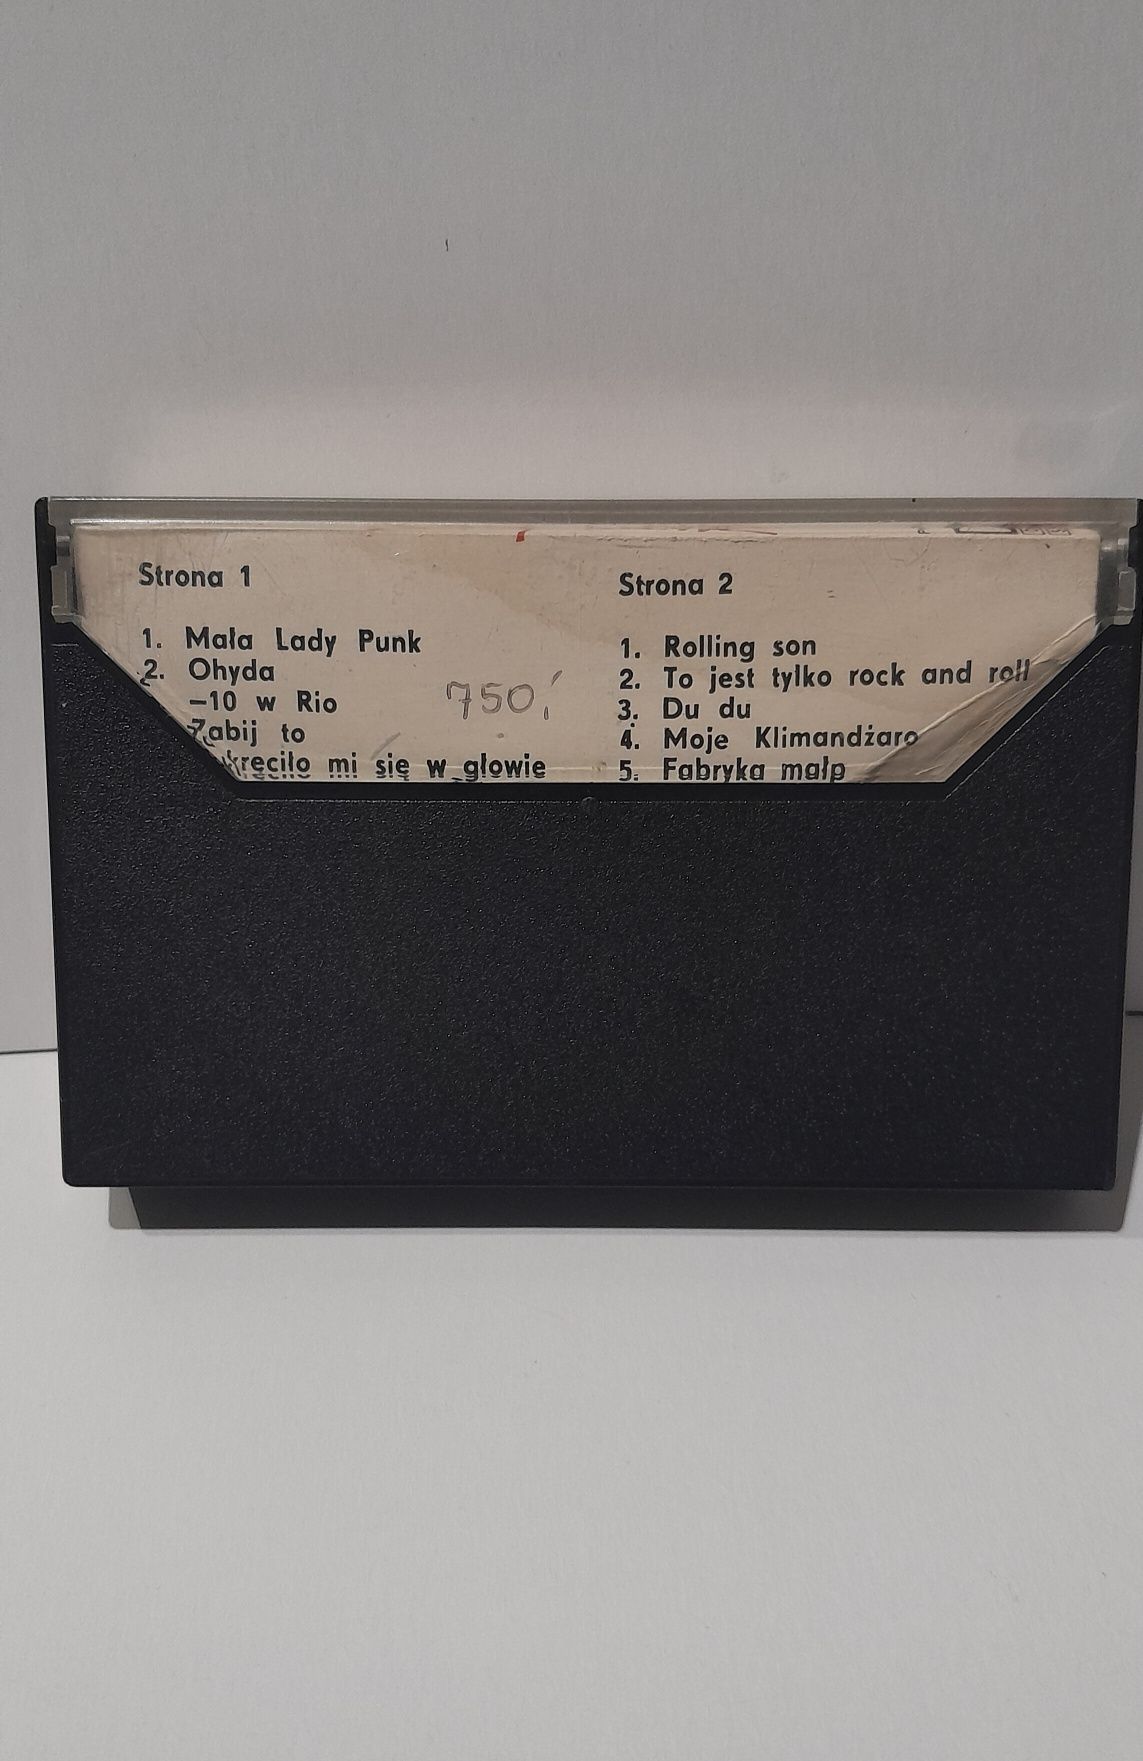 Strona 1
1. Mała Lady Punk
2. Ohyda
–10 w Rio
Zabij to
kręciło mi się w głowie
750,-
Strona 2
1. Rolling son
2. To jest tylko rock and roll
3. Du du
4. Moje Klimandżaro
5. Fabryka małp